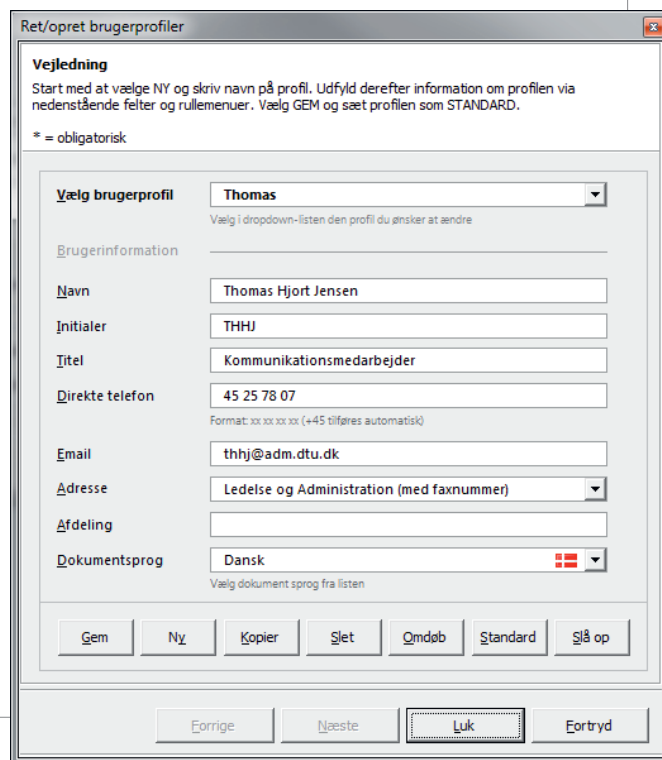 Ret/opret brugerprofiler
Vejledning
Start med at vælge NY og skriv navn på profil. Udfyld derefter information om profilen via
nedenstående felter og rullemenuer. Vælg GEM og sæt profilen som STANDARD.
* = obligatorisk
Vælg brugerprofil Thomas
Vælg i dropdown-listen den profil du ønsker at ændre
Brugerinformation
Navn Thomas Hjort Jensen
Initialer THHJ
Titel Kommunikationsmedarbejder
Direkte telefon 45 25 78 07
Format: xx xx xx xx (+45 tilføres automatisk)
Email thhj@adm.dtu.dk
Adresse Ledelse og Administration (med faxnummer)
Afdeling
Dokumentsprog Dansk
Vælg dokument sprog fra listen
Gem Ny Kopier Slet Omdøb Standard Slå op
Forrige Næste Luk Fortryd